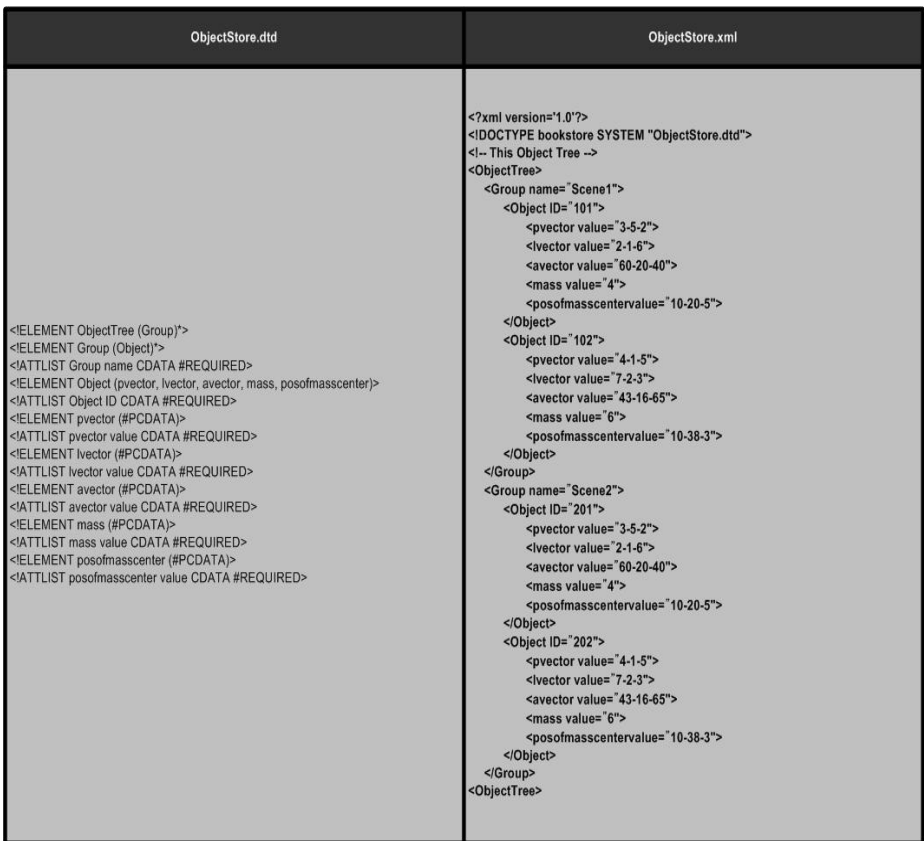 ObjectStore.dtd
<!ELEMENT ObjectTree (Group)*>
<!ELEMENT Group (Object)*>
<!ATTLIST Group name CDATA #REQUIRED>
<!ELEMENT Object (pvector, lvector, avector, mass, posofmasscenter)>
<!ATTLIST Object ID CDATA #REQUIRED>
<!ELEMENT pvector (#PCDATA)>
<!ATTLIST pvector value CDATA #REQUIRED>
<!ELEMENT lvector (#PCDATA)>
<!ATTLIST lvector value CDATA #REQUIRED>
<!ELEMENT avector (#PCDATA)>
<!ATTLIST avector value CDATA #REQUIRED>
<!ELEMENT mass (#PCDATA)>
<!ATTLIST mass value CDATA #REQUIRED>
<!ELEMENT posofmasscenter (#PCDATA)>
<!ATTLIST posofmasscenter value CDATA #REQUIRED>
ObjectStore.xml
<?xml version='1.0'?>
<!DOCTYPE bookstore SYSTEM "ObjectStore.dtd">
<!-- This Object Tree -->
<ObjectTree>
<Group name="Scene1">
<Object ID="101">
<pvector value="3-5-2">
<lvector value="2-1-6">
<avector value="60-20-40">
<mass value="4">
<posofmasscentervalue="10-20-5">
</Object>
<Object ID="102">
<pvector value="4-1-5">
<lvector value="7-2-3">
<avector value="43-16-65">
<mass value="6">
<posofmasscentervalue="10-38-3">
</Object>
</Group>
<Group name="Scene2">
<Object ID="201">
<pvector value="3-5-2">
<lvector value="2-1-6">
<avector value="60-20-40">
<mass value="4">
<posofmasscentervalue="10-20-5">
</Object>
<Object ID="202">
<pvector value="4-1-5">
<lvector value="7-2-3">
<avector value="43-16-65">
<mass value="6">
<posofmasscentervalue="10-38-3">
</Object>
</Group>
<ObjectTree>